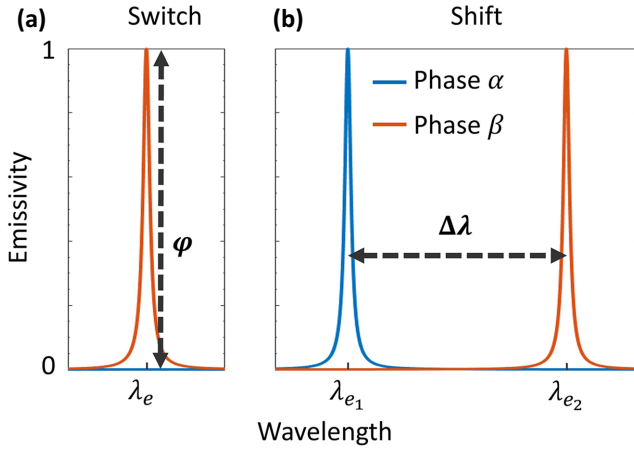 (a) Switch
(b) Shift
1
Phase α
Phase β
Emissivity
φ
Δλ
0
λe
λe1
λe2
Wavelength